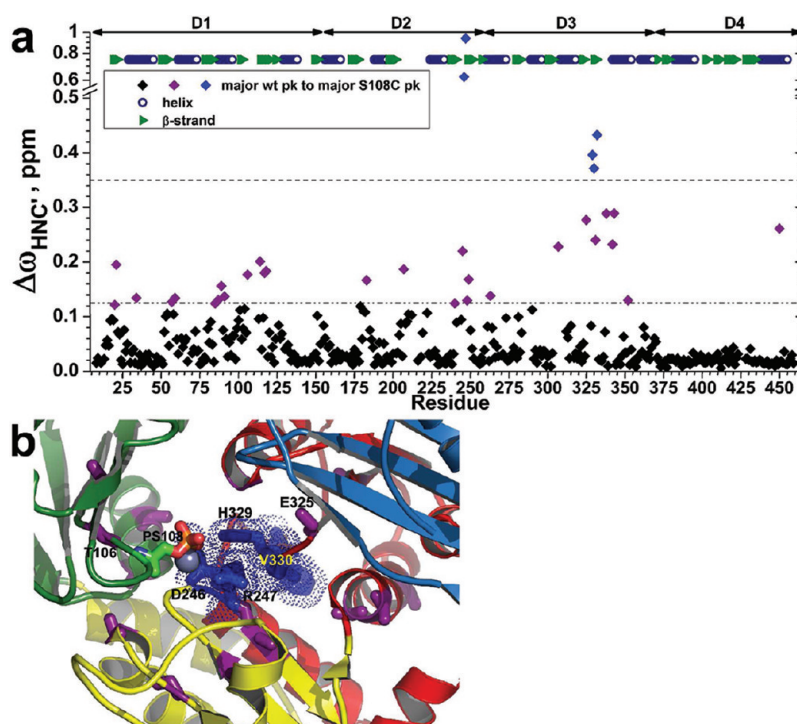 a
D1 D2 D3 D4
1
0.8
0.6
0.5
0.4
0.3
0.2
0.1
0.0
ΔωHNC', ppm
major wt pk to major S108C pk
helix
β-strand
25 50 75 100 125 150 175 200 225 250 275 300 325 350 375 400 425 450
Residue
b
H329
E325
PS108
T106
V330
D246
R247